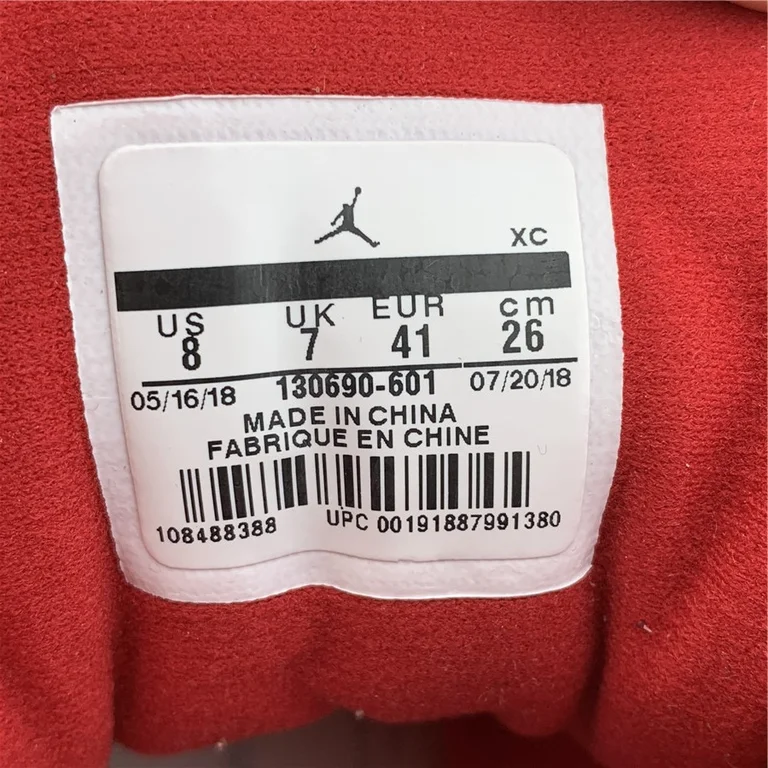 XC
US UK EUR cm
8 7 41 26
05/16/18 130690-601 07/20/18
MADE IN CHINA
FABRIQUE EN CHINE
U
108488388 UPC 00191887991380